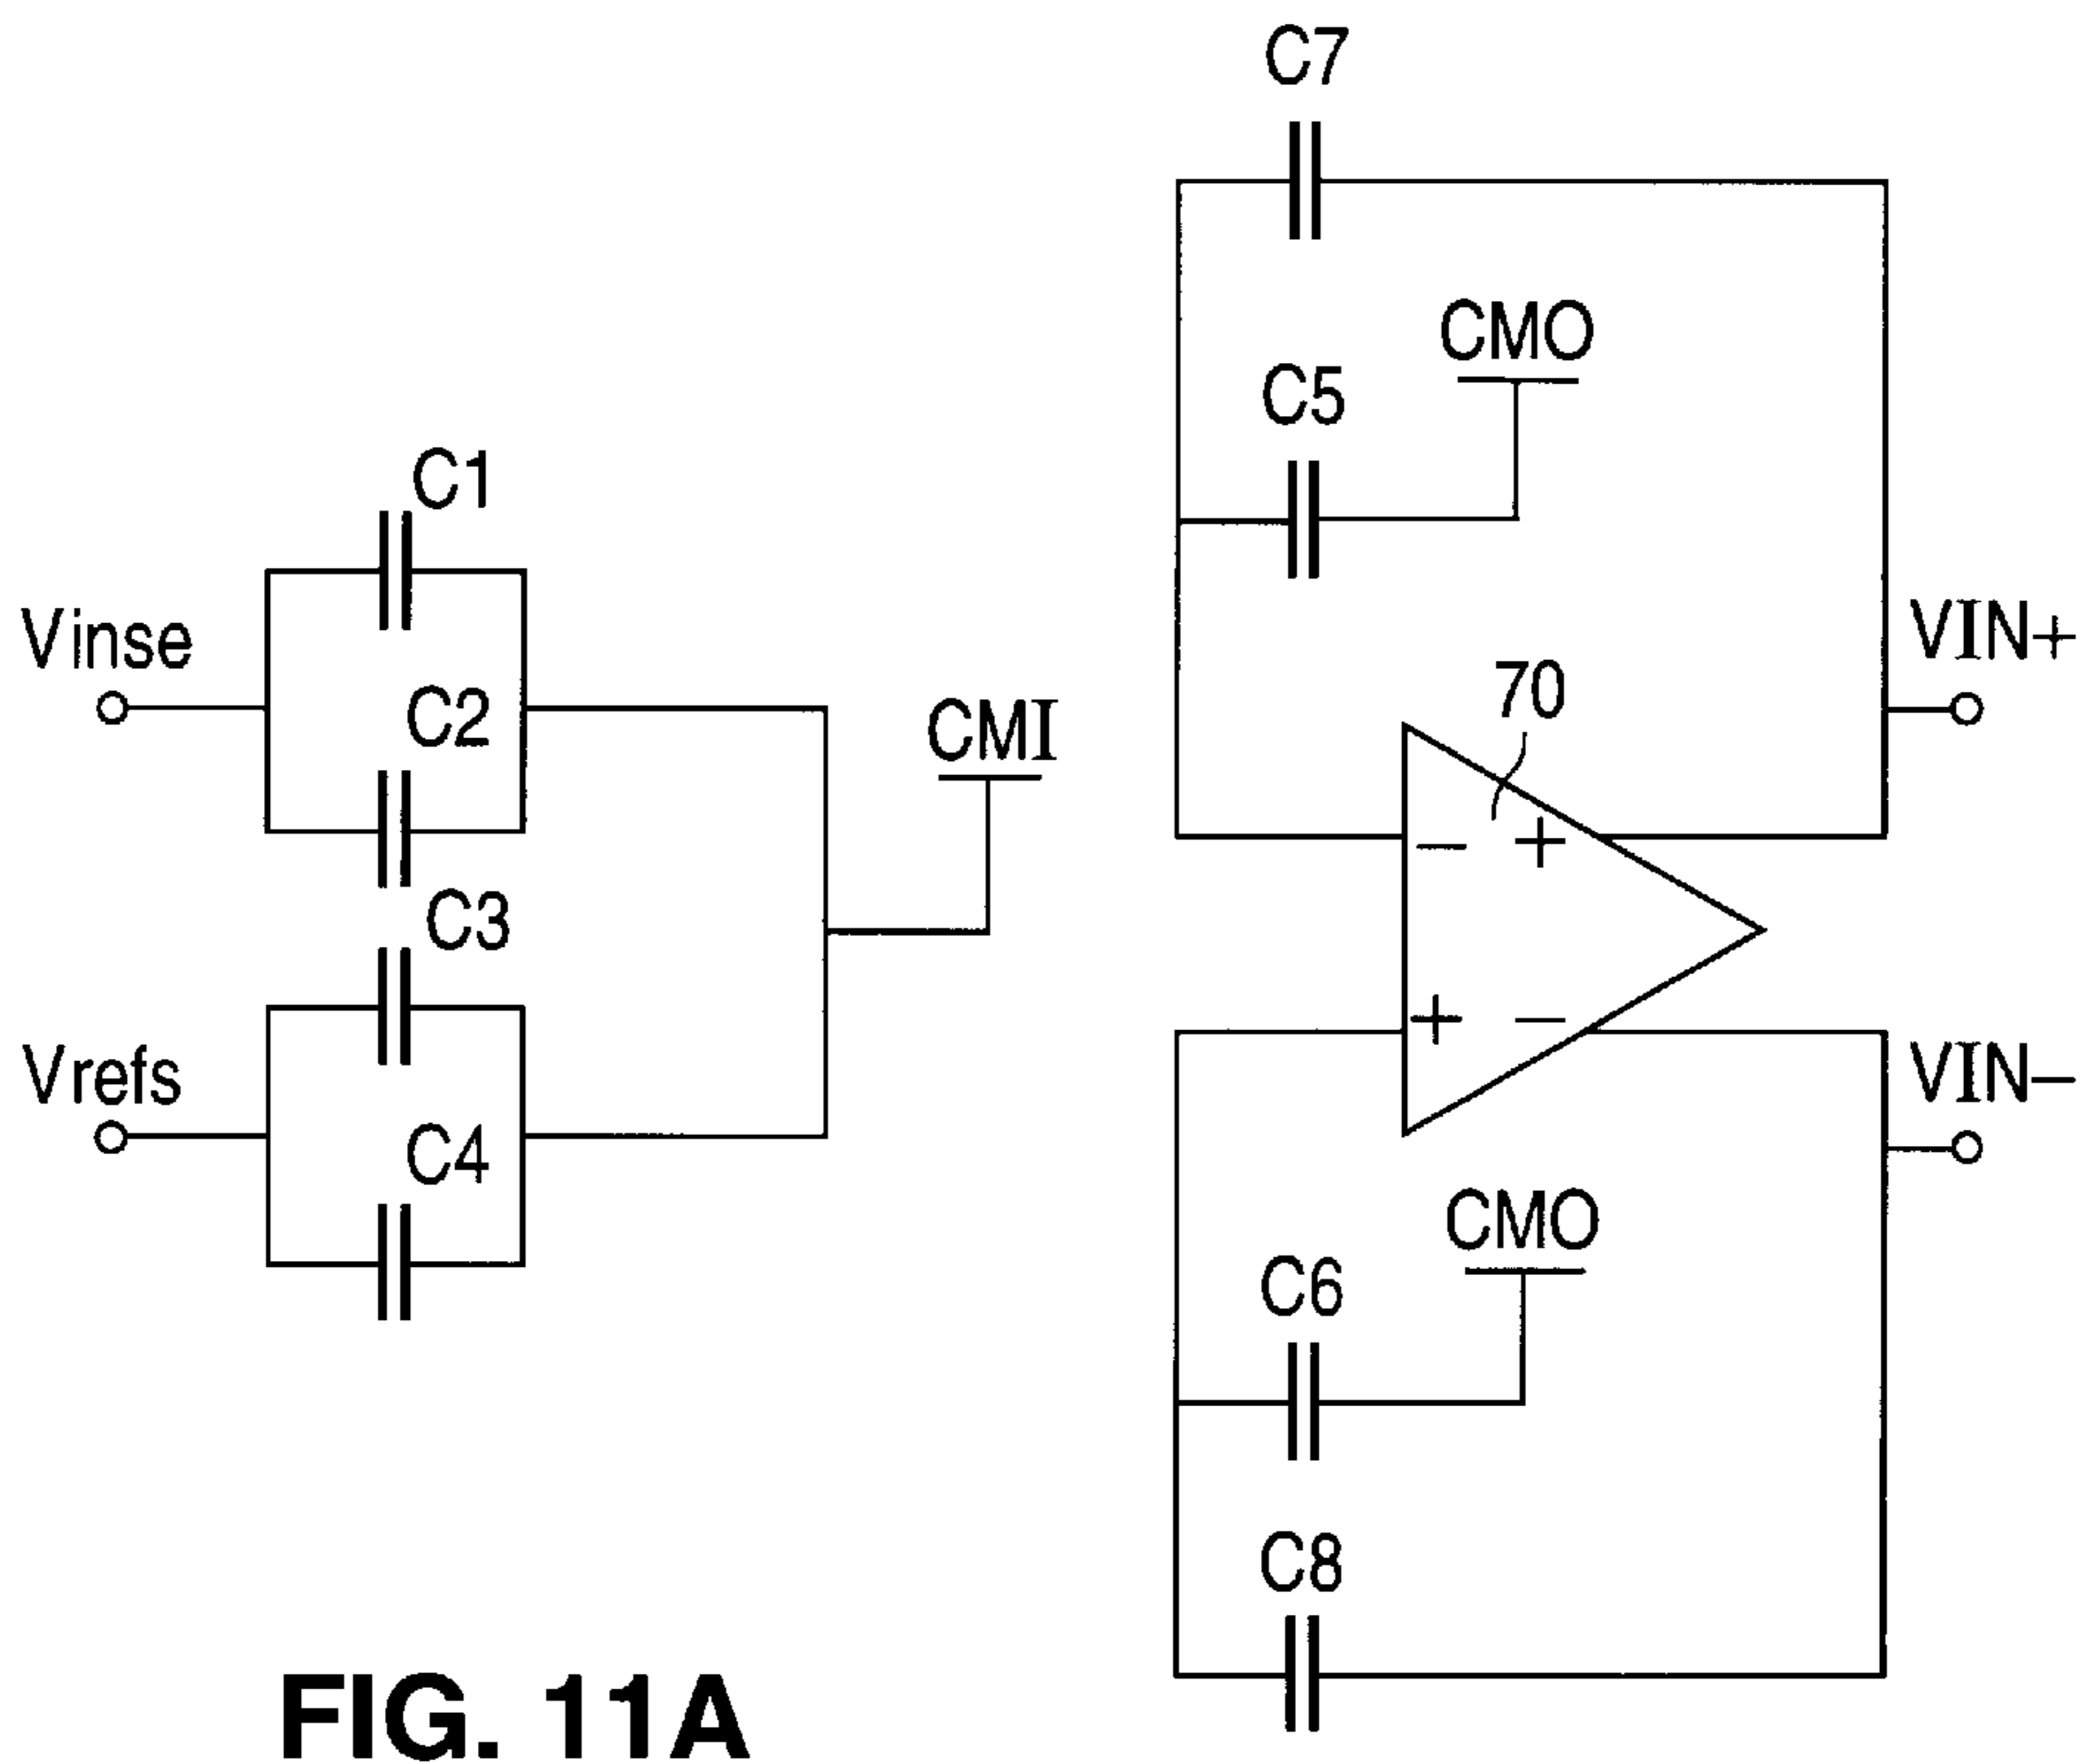 C7
CMO
C5
C1
Vinse
VIN+
70
C2
CMI
− +
C3
+ −
Vrefs
VIN−
C4
CMO
C6
C8
FIG. 11A